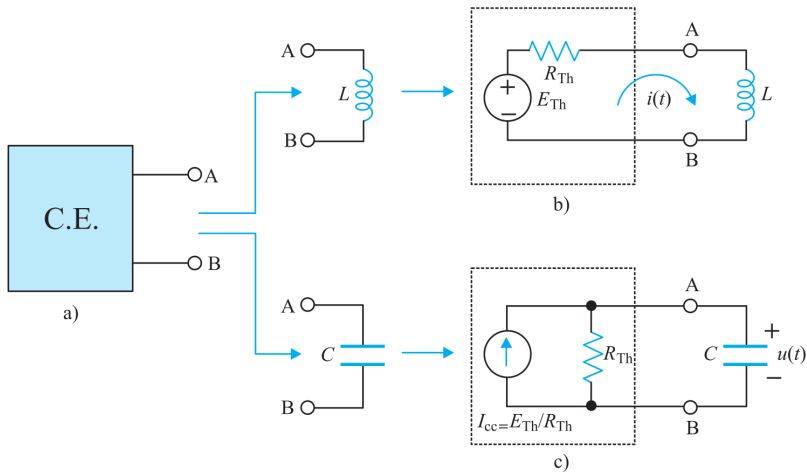 C.E.
A
B
a)
A
L
B
A
R_Th
+
E_Th
−
i(t)
L
B
b)
A
C
B
A
R_Th
C
+
u(t)
−
I_cc=E_Th/R_Th
B
c)